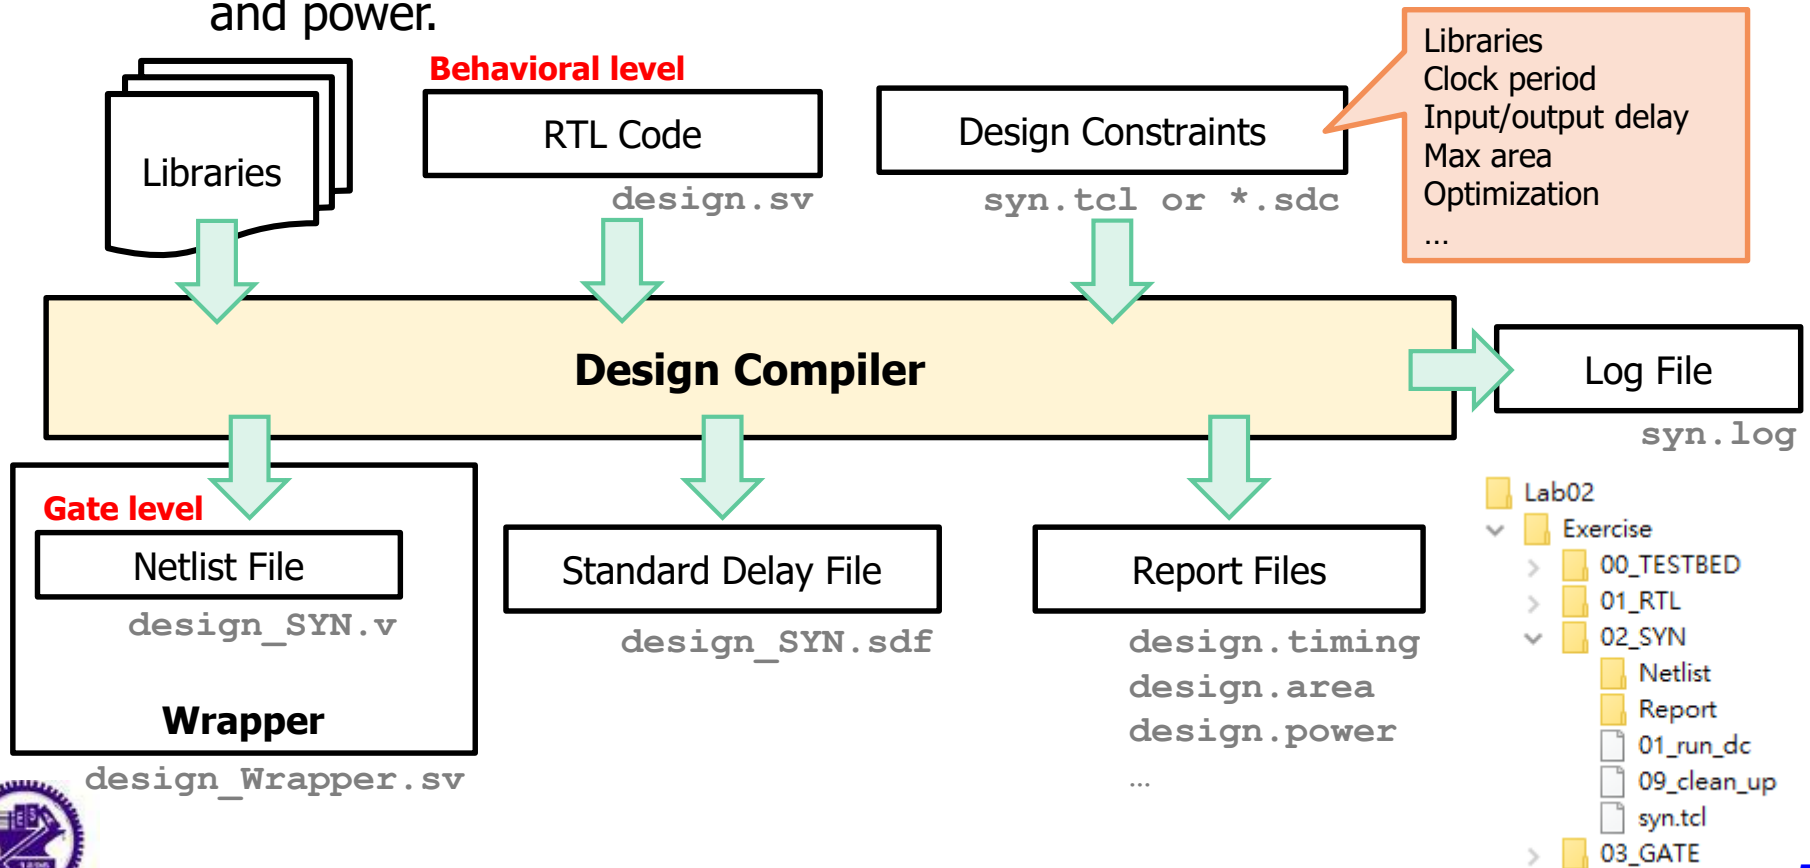 and power.
Libraries
Behavioral level
RTL Code
design.sv
Design Constraints
syn.tcl or *.sdc
Libraries
Clock period
Input/output delay
Max area
Optimization
...
Design Compiler
Log File
syn.log
Gate level
Netlist File
design_SYN.v
Wrapper
design_Wrapper.sv
Standard Delay File
design_SYN.sdf
Report Files
design.timing
design.area
design.power
...
Lab02
Exercise
00_TESTBED
01_RTL
02_SYN
Netlist
Report
01_run_dc
09_clean_up
syn.tcl
03_GATE